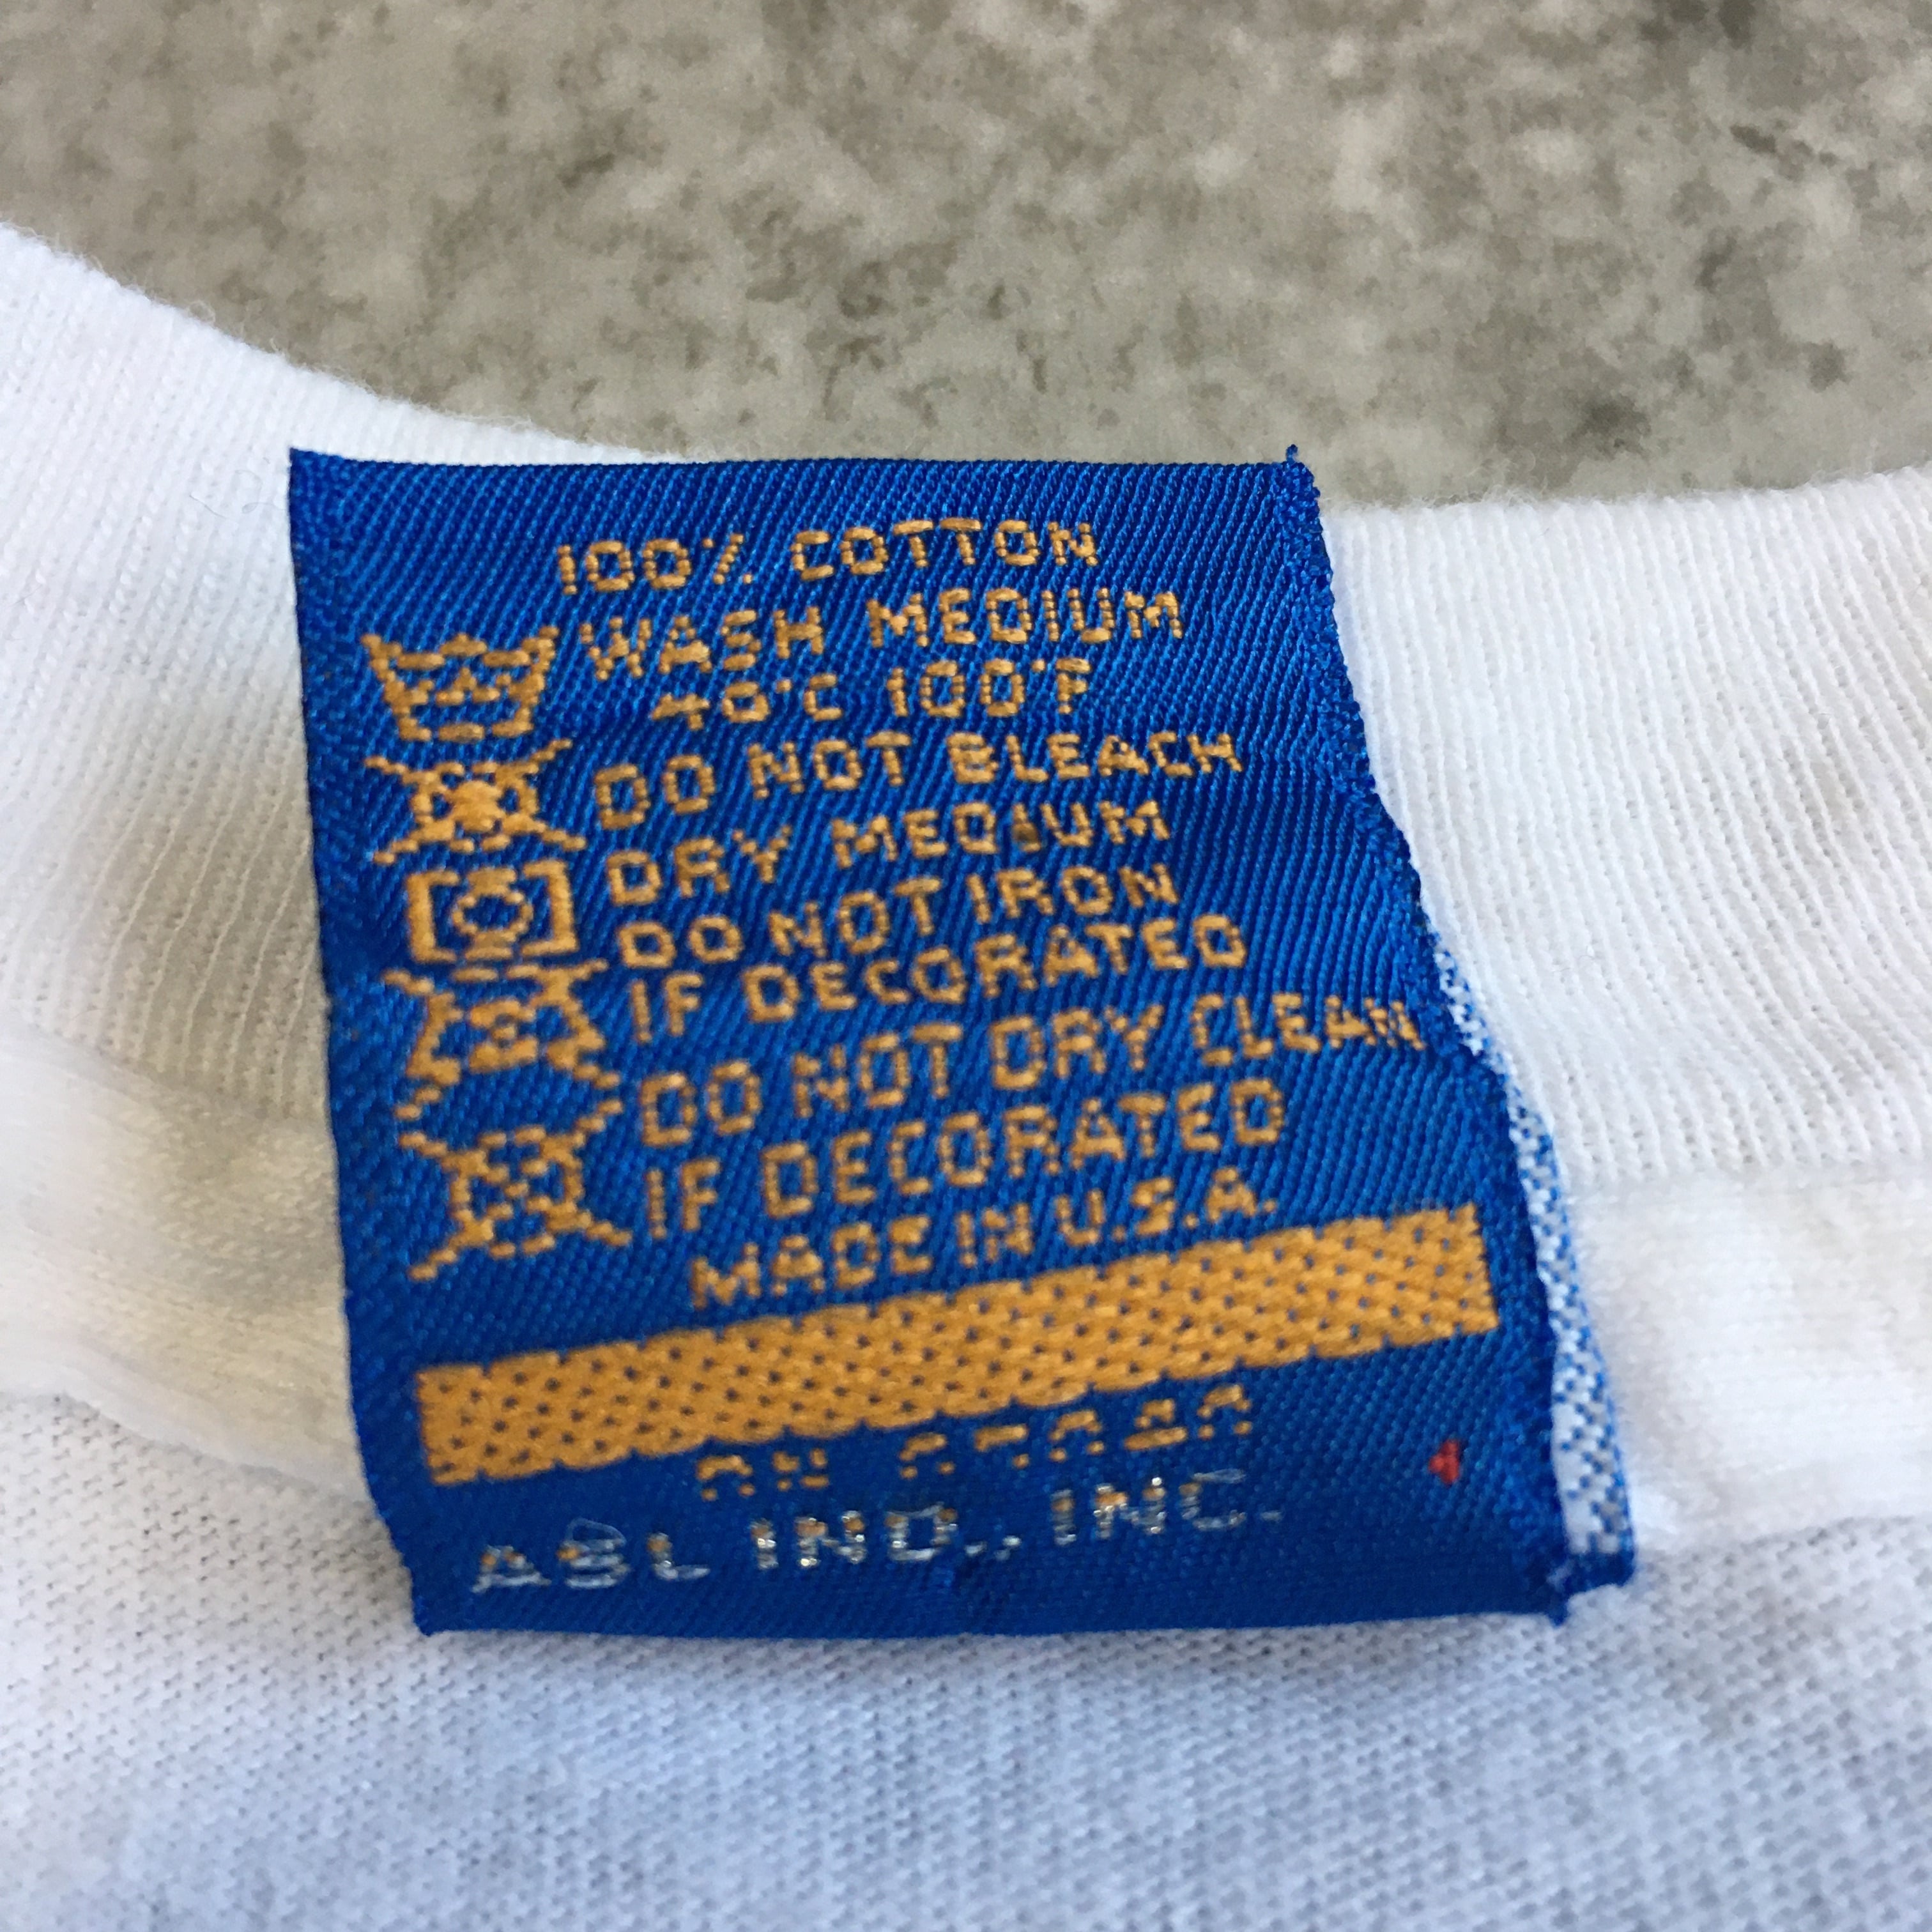 100% COTTON
WASH MEDIUM
40°C 100°F
DO NOT BLEACH
DRY MEDIUM
DO NOT IRON
IF DECORATED
DO NOT DRY CLEAN
IF DECORATED
MADE IN U.S.A.
RN
ASL IND., INC.